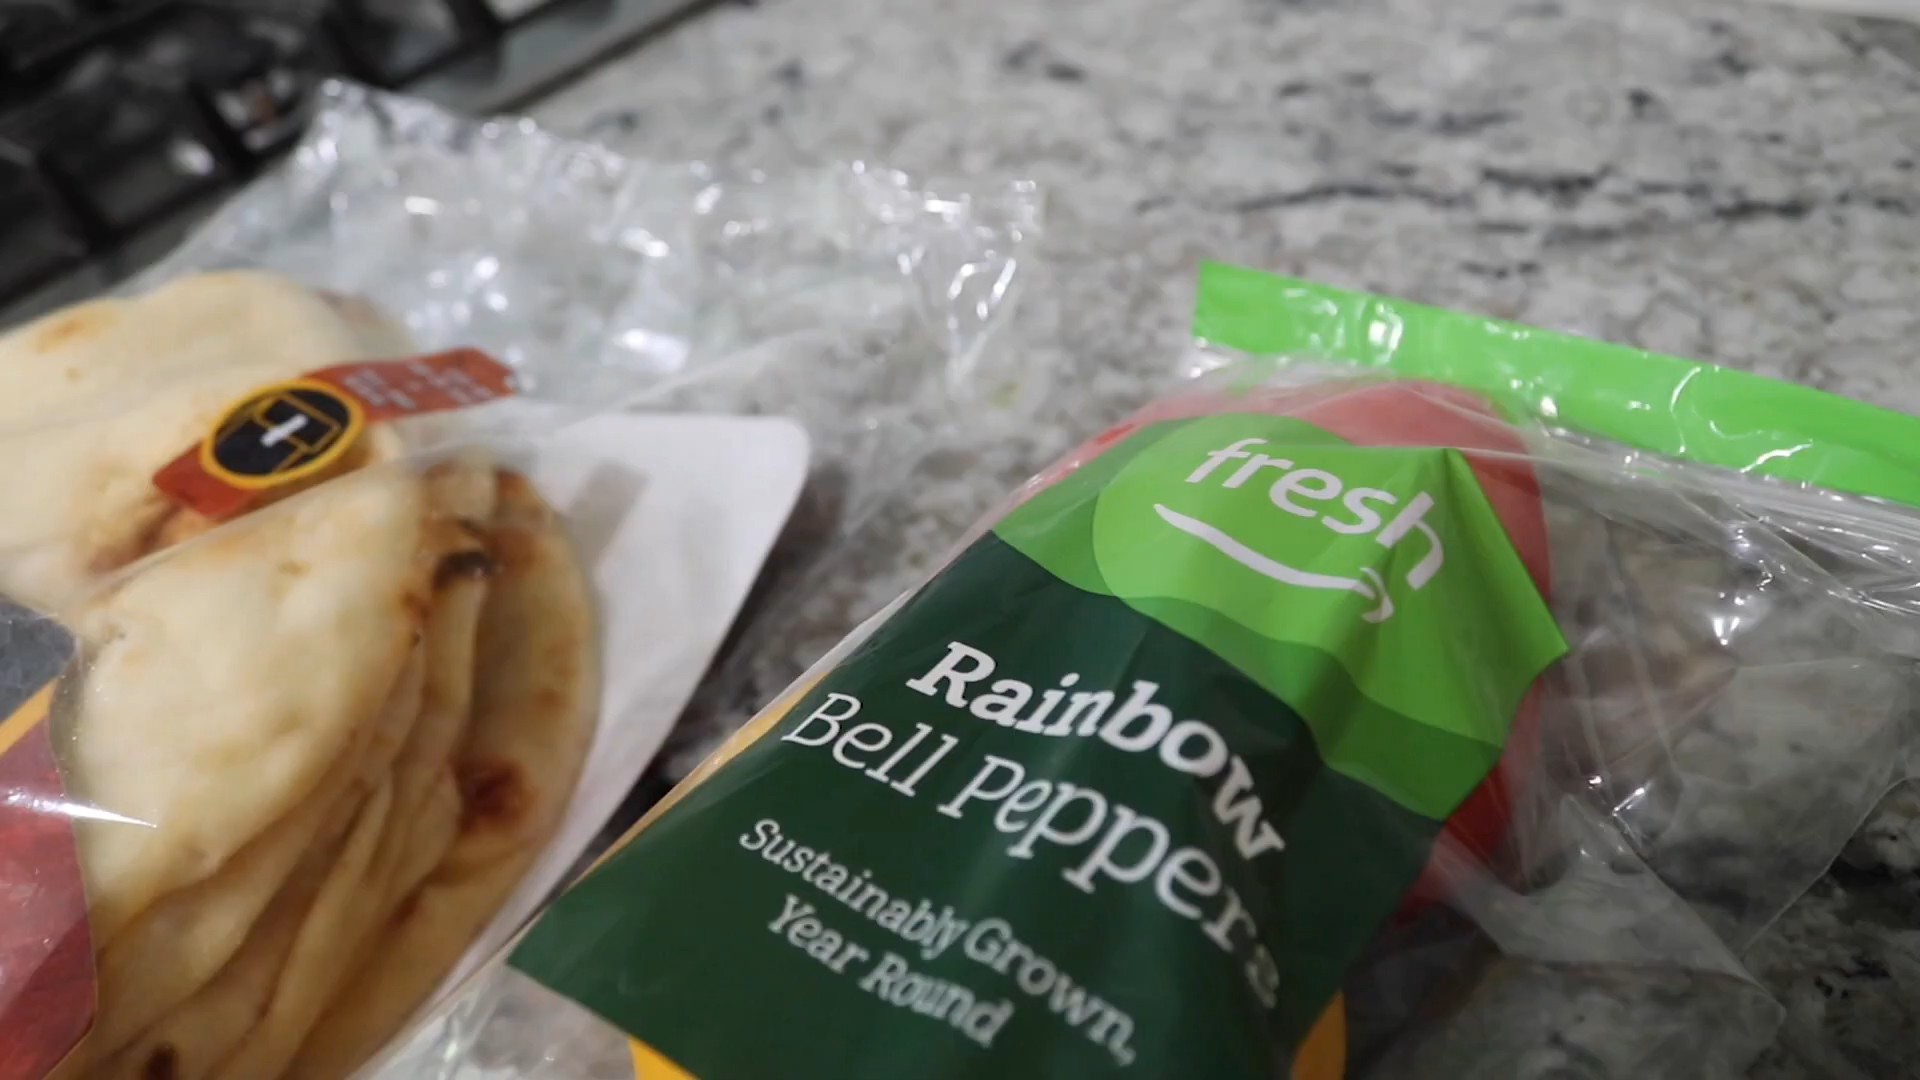 fresh
Rainbow
Bell Peppers
Sustainably Grown,
Year Round